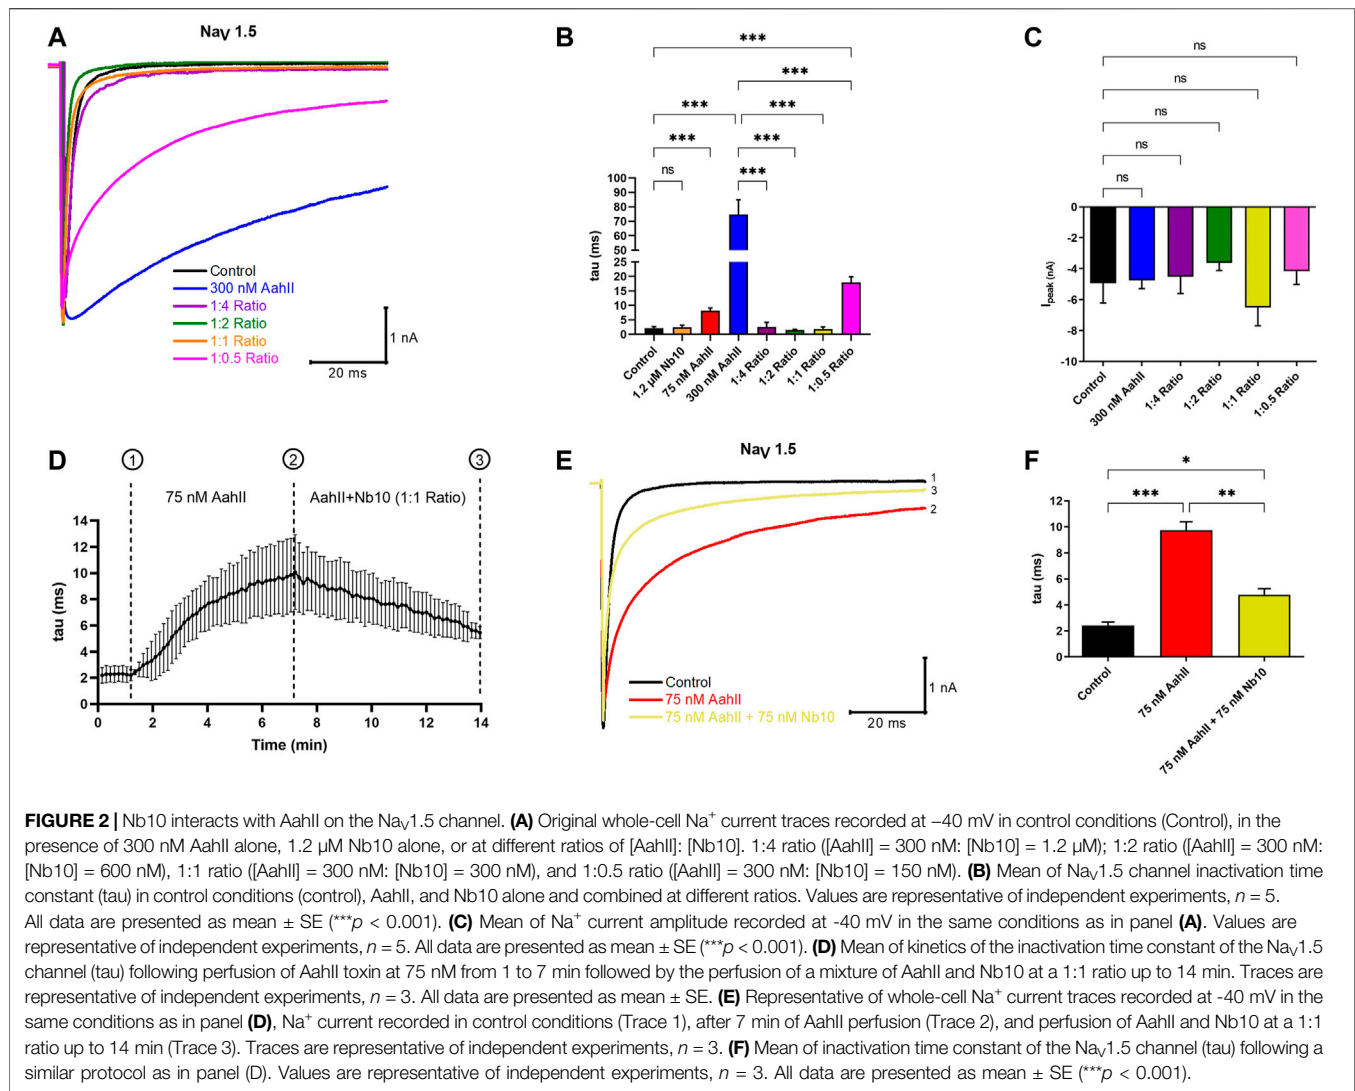 A
Na_V 1.5
Control
300 nM AahII
1:4 Ratio
1:2 Ratio
1:1 Ratio
1:0.5 Ratio
1 nA
20 ms
B
***
***
*** ***
*** ***
ns ***
tau (ms)
100
90
80
70
60
50
25
20
15
10
5
0
Control
1.2 µM Nb10
75 nM AahII
300 nM AahII
1:4 Ratio
1:2 Ratio
1:1 Ratio
1:0.5 Ratio
C
ns
ns
ns
ns
ns
I_peak (nA)
0
-2
-4
-6
-8
-10
Control
300 nM AahII
1:4 Ratio
1:2 Ratio
1:1 Ratio
1:0.5 Ratio
D
1 2 3
75 nM AahII AahII+Nb10 (1:1 Ratio)
tau (ms)
14
12
10
8
6
4
2
0
0 2 4 6 8 10 12 14
Time (min)
E
Na_V 1.5
1
3
2
Control
75 nM AahII
75 nM AahII + 75 nM Nb10
1 nA
20 ms
F
*
*** **
tau (ms)
12
10
8
6
4
2
0
Control
75 nM AahII
75 nM AahII + 75 nM Nb10
FIGURE 2 | Nb10 interacts with AahII on the Na_V1.5 channel. (A) Original whole-cell Na⁺ current traces recorded at −40 mV in control conditions (Control), in the
presence of 300 nM AahII alone, 1.2 µM Nb10 alone, or at different ratios of [AahII]: [Nb10]. 1:4 ratio ([AahII] = 300 nM: [Nb10] = 1.2 µM); 1:2 ratio ([AahII] = 300 nM:
[Nb10] = 600 nM), 1:1 ratio ([AahII] = 300 nM: [Nb10] = 300 nM), and 1:0.5 ratio ([AahII] = 300 nM: [Nb10] = 150 nM). (B) Mean of Na_V1.5 channel inactivation time
constant (tau) in control conditions (control), AahII, and Nb10 alone and combined at different ratios. Values are representative of independent experiments, n = 5.
All data are presented as mean ± SE (***p < 0.001). (C) Mean of Na⁺ current amplitude recorded at -40 mV in the same conditions as in panel (A). Values are
representative of independent experiments, n = 5. All data are presented as mean ± SE (***p < 0.001). (D) Mean of kinetics of the inactivation time constant of the Na_V1.5
channel (tau) following perfusion of AahII toxin at 75 nM from 1 to 7 min followed by the perfusion of a mixture of AahII and Nb10 at a 1:1 ratio up to 14 min. Traces are
representative of independent experiments, n = 3. All data are presented as mean ± SE. (E) Representative of whole-cell Na⁺ current traces recorded at -40 mV in the
same conditions as in panel (D), Na⁺ current recorded in control conditions (Trace 1), after 7 min of AahII perfusion (Trace 2), and perfusion of AahII and Nb10 at a 1:1
ratio up to 14 min (Trace 3). Traces are representative of independent experiments, n = 3. (F) Mean of inactivation time constant of the Na_V1.5 channel (tau) following a
similar protocol as in panel (D). Values are representative of independent experiments, n = 3. All data are presented as mean ± SE (***p < 0.001).